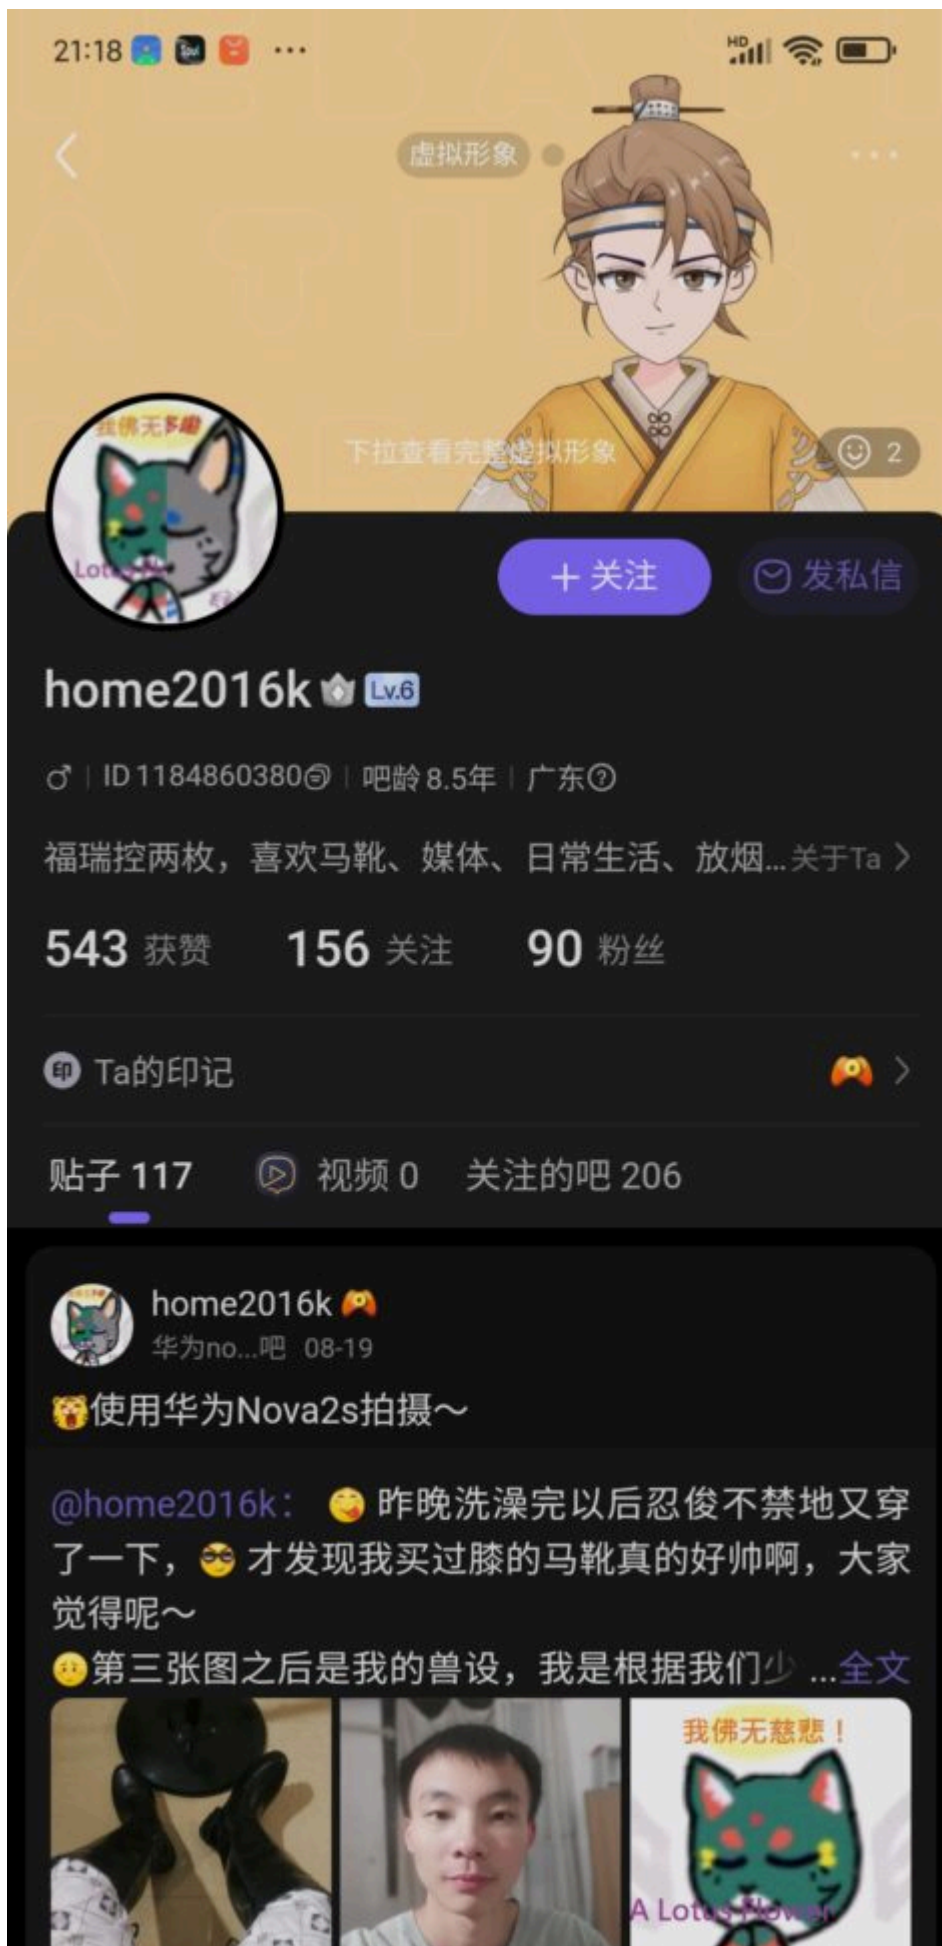 21:18
HD
虚拟形象
我佛无
下拉查看完整虚拟形象
2
Lotus Fl
关注
发私信
home2016k Lv.6
ID 1184860380 吧龄 8.5年 广东
福瑞控两枚，喜欢马靴、媒体、日常生活、放烟...关于Ta
543 获赞 156 关注 90 粉丝
印 Ta的印记
贴子 117 视频 0 关注的吧 206
home2016k
华为no...吧 08-19
使用华为Nova2s拍摄～
@home2016k： 昨晚洗澡完以后忍俊不禁地又穿
了一下， 才发现我买过膝的马靴真的好帅啊，大家
觉得呢～
第三张图之后是我的兽设，我是根据我们少 ...全文
我佛无慈悲！
A Lotus Flower